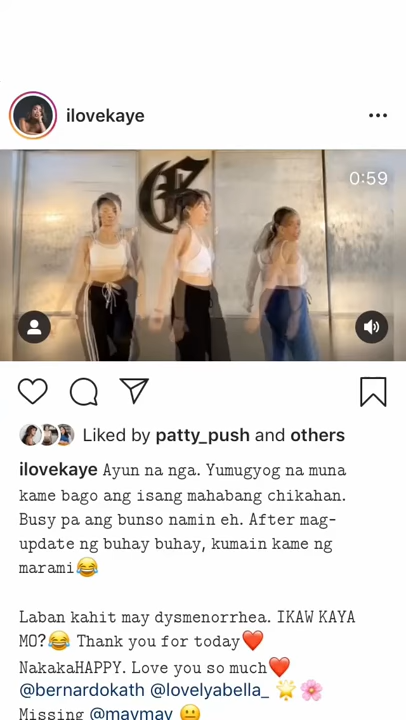 ilovekaye
0:59
Liked by patty_push and others
ilovekaye Ayun na nga. Yumugyog na muna
kame bago ang isang mahabang chikahan.
Busy pa ang bunso namin eh. After mag-
update ng buhay buhay, kumain kame ng
marami😂
Laban kahit may dysmenorrhea. IKAW KAYA
MO?😂 Thank you for today❤️
NakakaHAPPY. Love you so much❤️
@bernardokath @lovelyabella_ 🌟🌸
Missing @maymay 😐